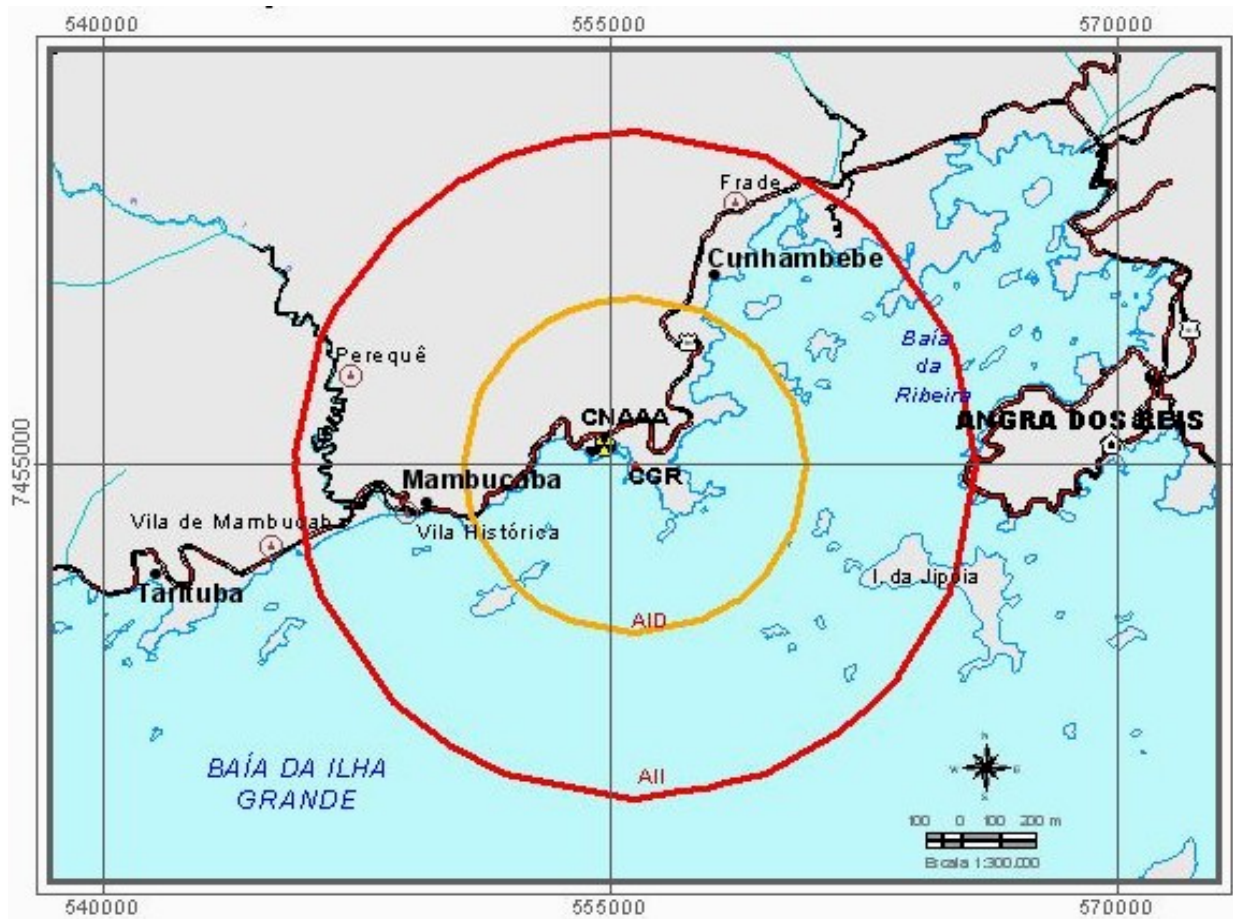 540000
555000
570000
Frade
Cunhambebe
Baía
da
Ribeira
Perequê
CNAAA
ANGRA DOS REIS
7455000
CGR
Mambucaba
Vila de Mambucaba
Vila Histórica
Tarituba
I. da Jipóia
AID
BAÍA DA ILHA
GRANDE
AII
100 0 100 200 m
Escala 1:300.000
540000
555000
570000